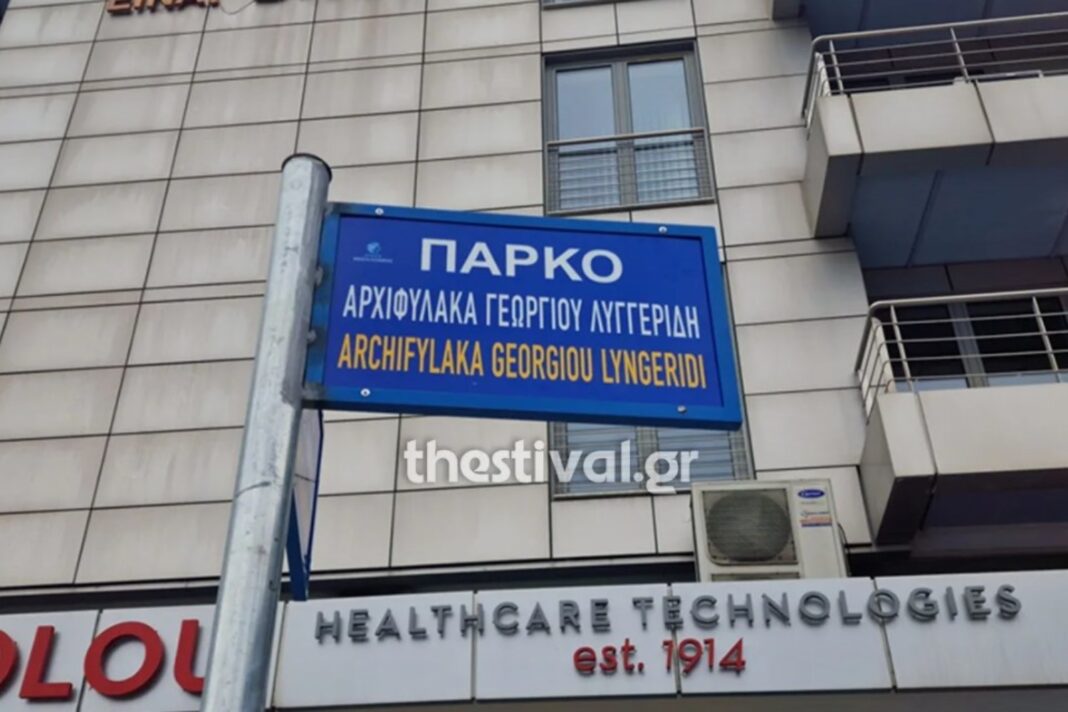 ΠΑΡΚΟ
ΑΡΧΙΦΥΛΑΚΑ ΓΕΩΡΓΙΟΥ ΛΥΓΓΕΡΙΔΗ
ARCHIFYLAKA GEORGIOU LYNGERIDI
thestival.gr
HEALTHCARE TECHNOLOGIES
est. 1914